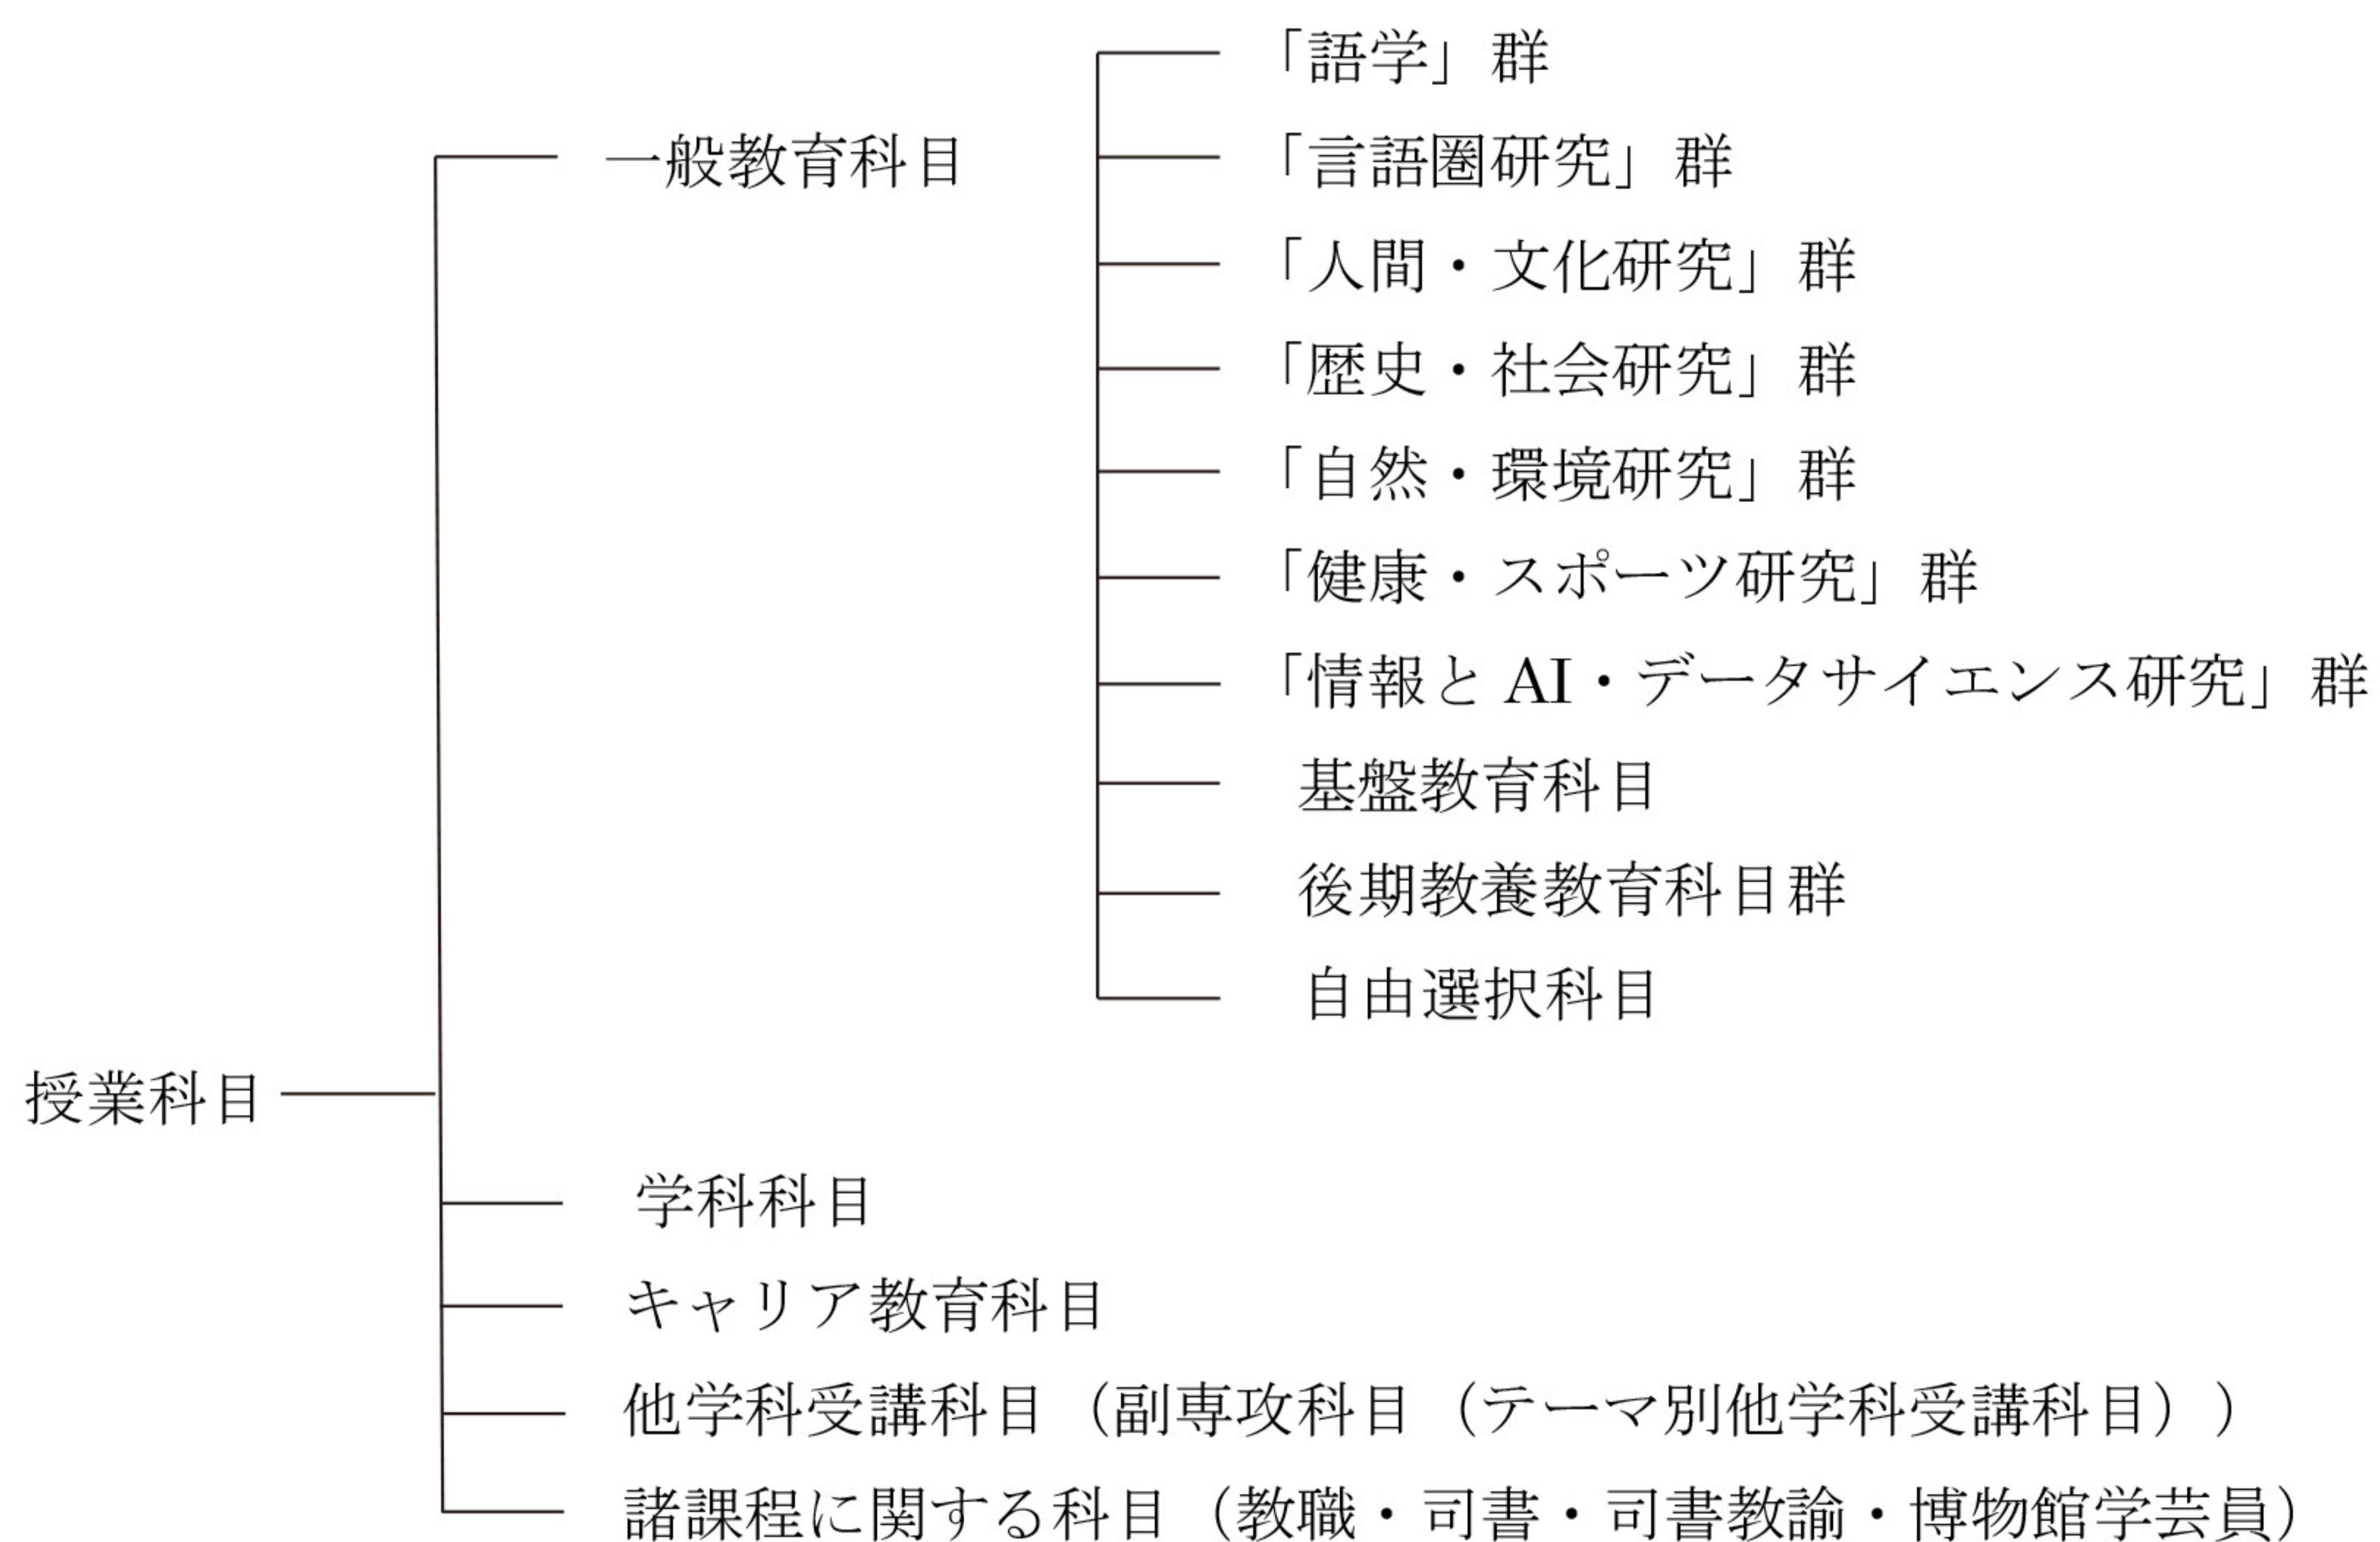 「語学」群
一般教育科目
「言語圏研究」群
「人間・文化研究」群
「歴史・社会研究」群
「自然・環境研究」群
「健康・スポーツ研究」群
「情報と AI・データサイエンス研究」群
基盤教育科目
後期教養教育科目群
自由選択科目
授業科目
学科科目
キャリア教育科目
他学科受講科目（副専攻科目（テーマ別他学科受講科目））
諸課程に関する科目（教職・司書・司書教諭・博物館学芸員）